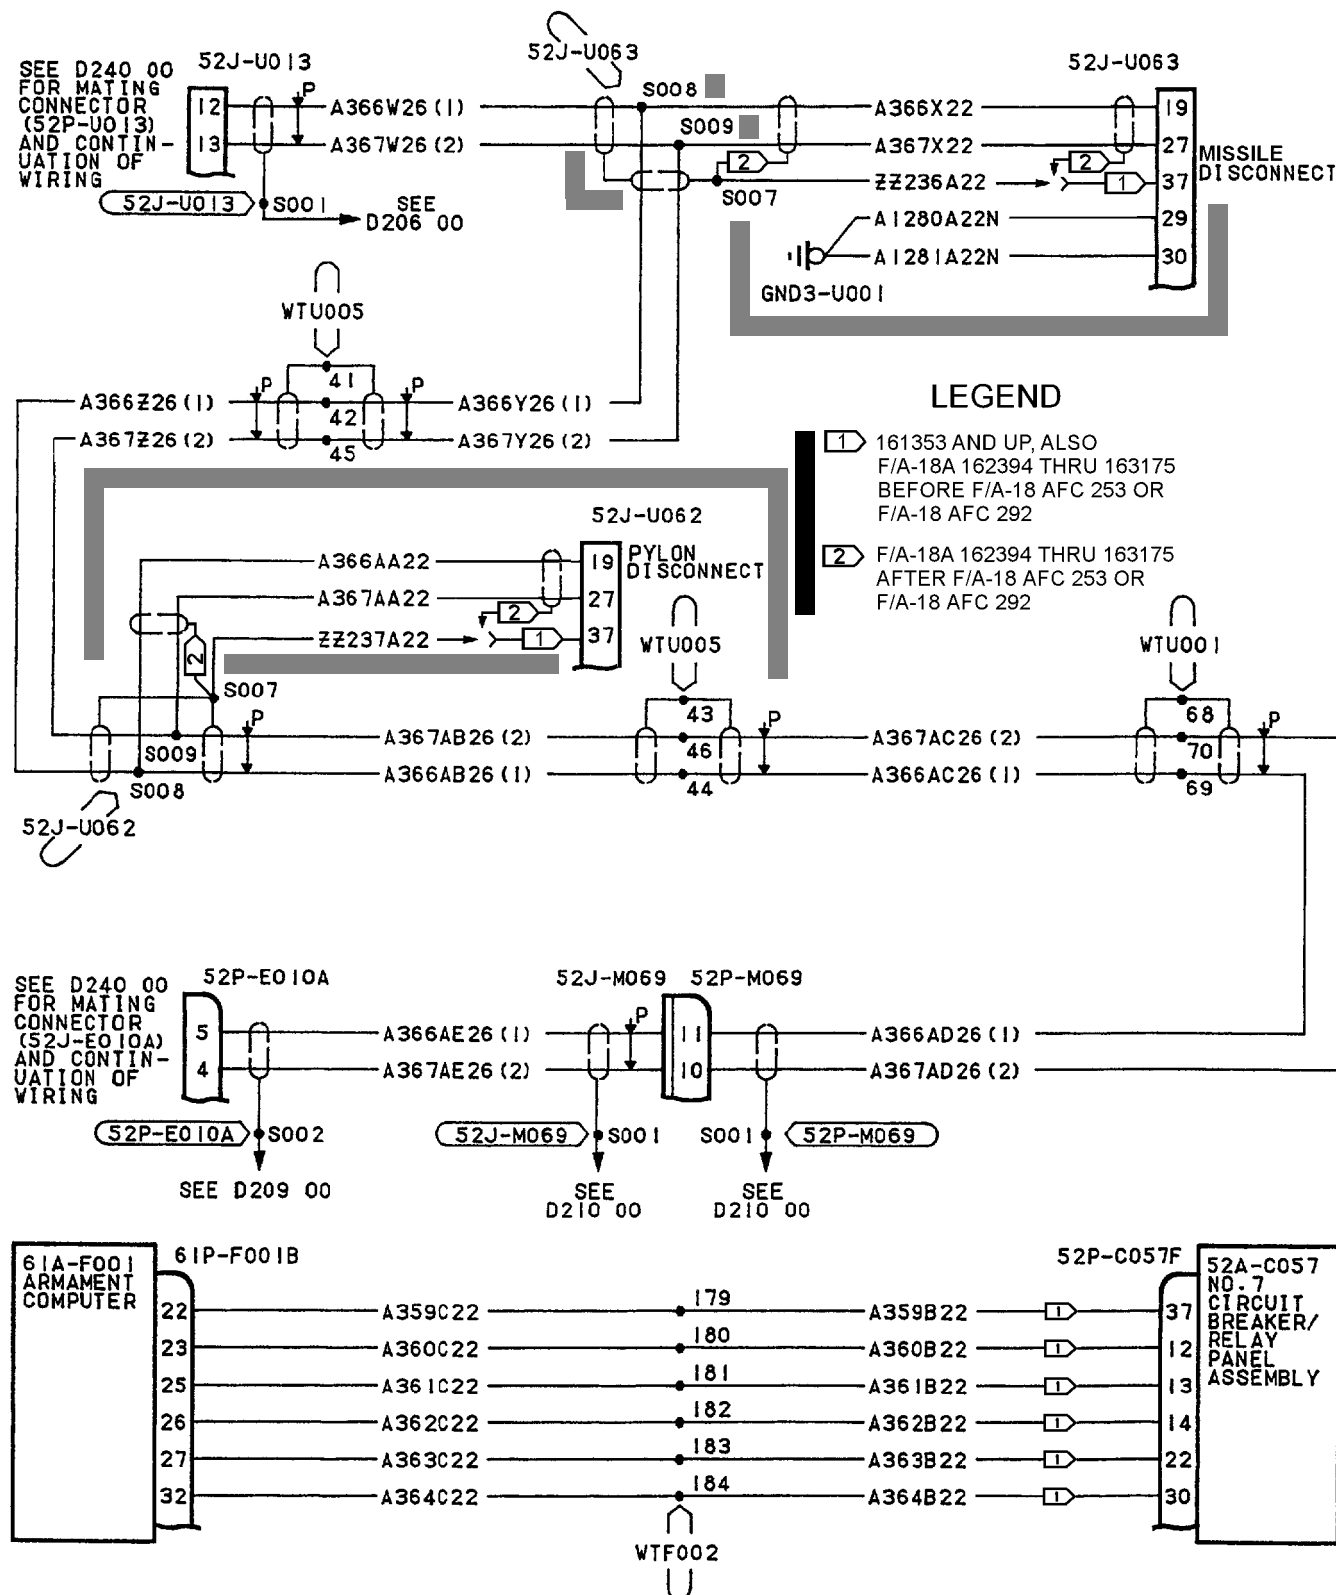 52J-U013
SEE D240 00
FOR MATING
CONNECTOR
(52P-U013)
AND CONTIN-
UATION OF
WIRING
12
13
P
A366W26(1)
A367W26(2)
52J-U013
S001
SEE
D206 00
52J-U063
S008
S009
2
S007
52J-U063
A366X22
A367X22
ZZ236A22
A1280A22N
A1281A22N
2
1
19
27
37
29
30
MISSILE
DISCONNECT
GND3-U001
WTU005
41
42
45
P
P
A366Z26(1)
A367Z26(2)
A366Y26(1)
A367Y26(2)
LEGEND
1 161353 AND UP, ALSO
F/A-18A 162394 THRU 163175
BEFORE F/A-18 AFC 253 OR
F/A-18 AFC 292
2 F/A-18A 162394 THRU 163175
AFTER F/A-18 AFC 253 OR
F/A-18 AFC 292
52J-U062
PYLON
DISCONNECT
A366AA22
A367AA22
ZZ237A22
19
27
37
2
1
2
S007
S009
S008
52J-U062
P
A367AB26(2)
A366AB26(1)
WTU005
43
46
44
P
A367AC26(2)
A366AC26(1)
WTU001
68
70
69
P
SEE D240 00
FOR MATING
CONNECTOR
(52J-E010A)
AND CONTIN-
UATION OF
WIRING
52P-E010A
5
4
A366AE26(1)
A367AE26(2)
52J-M069
52P-M069
P
11
10
A366AD26(1)
A367AD26(2)
52P-E010A
S002
SEE D209 00
52J-M069
S001
SEE
D210 00
S001
52P-M069
SEE
D210 00
61A-F001
ARMAMENT
COMPUTER
61P-F001B
52P-C057F
52A-C057
NO.7
CIRCUIT
BREAKER/
RELAY
PANEL
ASSEMBLY
22 A359C22 179 A359B22 1 37
23 A360C22 180 A360B22 1 12
25 A361C22 181 A361B22 1 13
26 A362C22 182 A362B22 1 14
27 A363C22 183 A363B22 1 22
32 A364C22 184 A364B22 1 30
WTF002